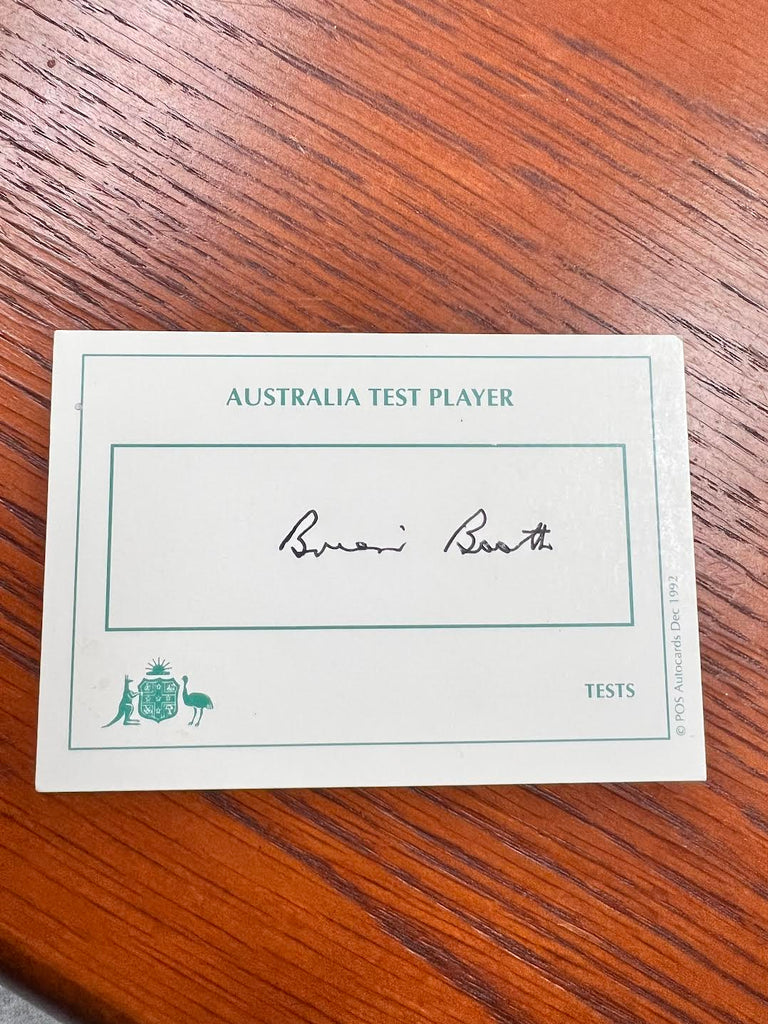 AUSTRALIA TEST PLAYER
Brian Booth
TESTS
© POS Autocards Dec 1992